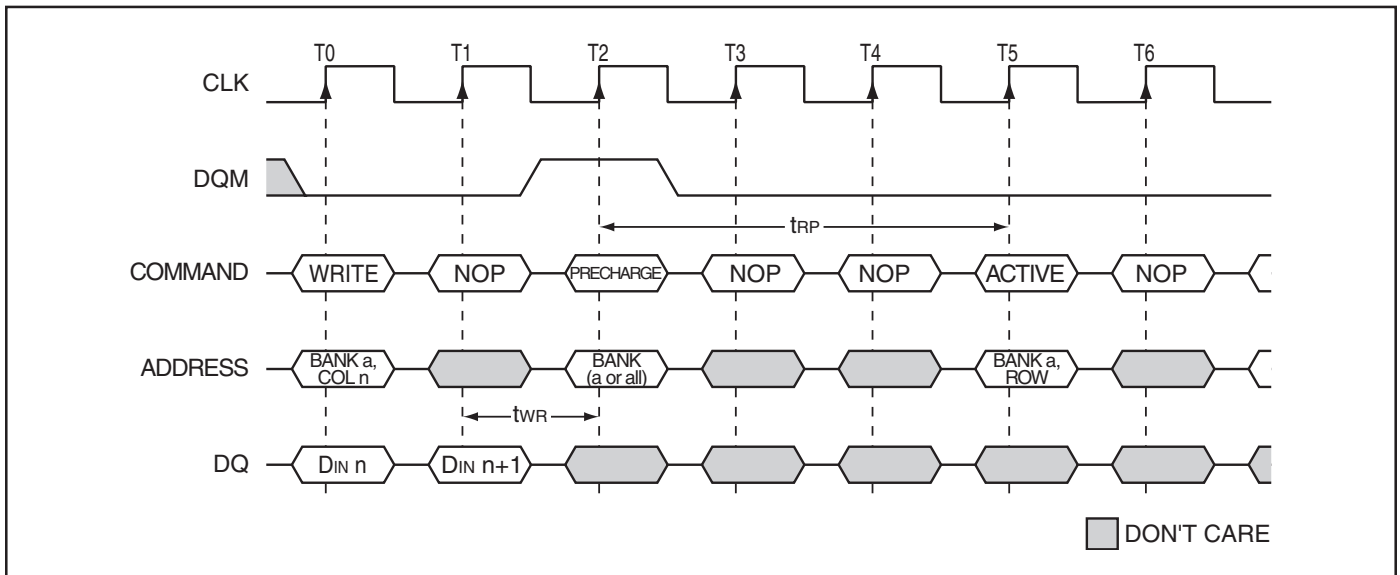 T0 T1 T2 T3 T4 T5 T6
CLK
DQM
tRP
COMMAND WRITE NOP PRECHARGE NOP NOP ACTIVE NOP
ADDRESS BANK a, COL n BANK (a or all) BANK a, ROW
tWR
DQ DIN n DIN n+1
DON'T CARE